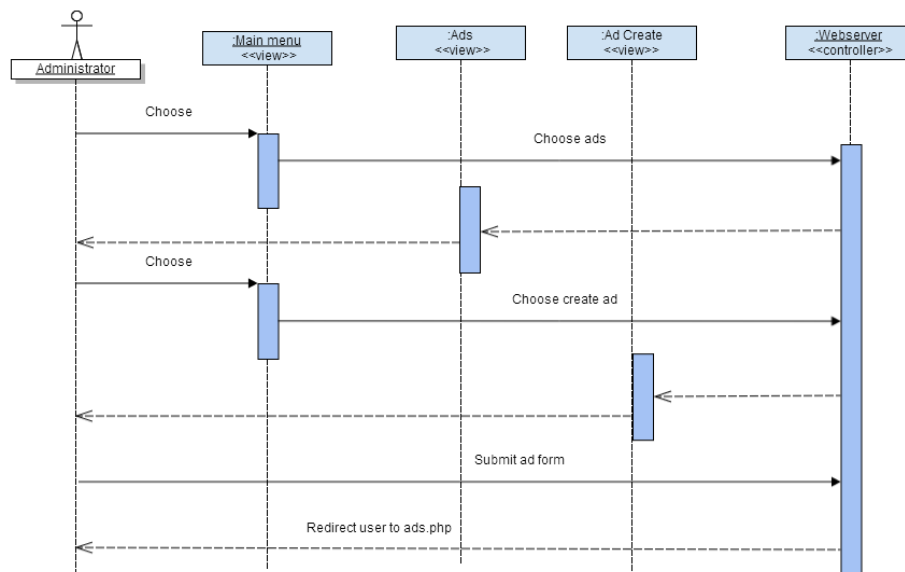 :Main menu
<<view>>
:Ads
<<view>>
:Ad Create
<<view>>
:Webserver
<<controller>>
Administrator
Choose
Choose ads
Choose
Choose create ad
Submit ad form
Redirect user to ads.php